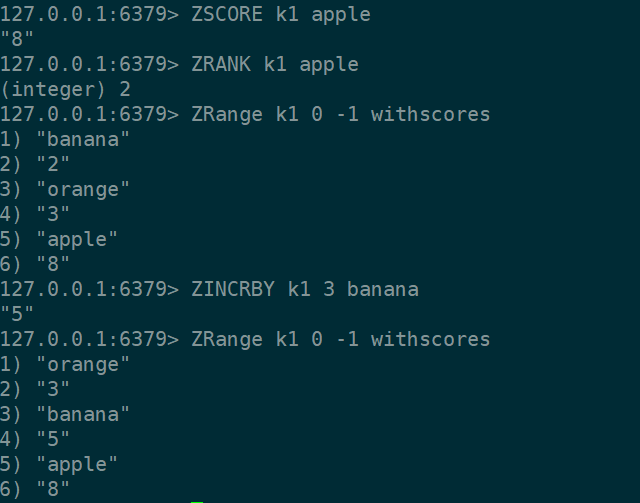 127.0.0.1:6379> ZSCORE k1 apple
"8"
127.0.0.1:6379> ZRANK k1 apple
(integer) 2
127.0.0.1:6379> ZRange k1 0 -1 withscores
1) "banana"
2) "2"
3) "orange"
4) "3"
5) "apple"
6) "8"
127.0.0.1:6379> ZINCRBY k1 3 banana
"5"
127.0.0.1:6379> ZRange k1 0 -1 withscores
1) "orange"
2) "3"
3) "banana"
4) "5"
5) "apple"
6) "8"